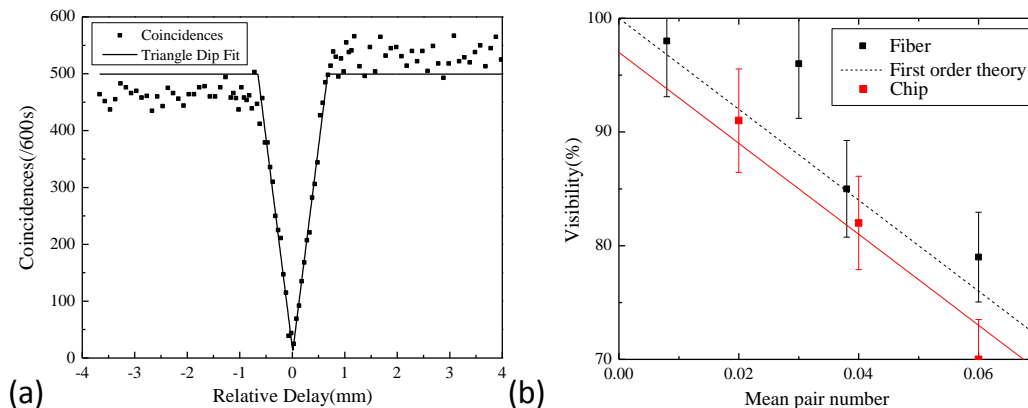 (a)
Coincidences(/600s)
600
500
400
300
200
100
0
Coincidences
Triangle Dip Fit
-4 -3 -2 -1 0 1 2 3 4
Relative Delay(mm)
(b)
Visibility(%)
100
90
80
70
Fiber
First order theory
Chip
0.00 0.02 0.04 0.06
Mean pair number